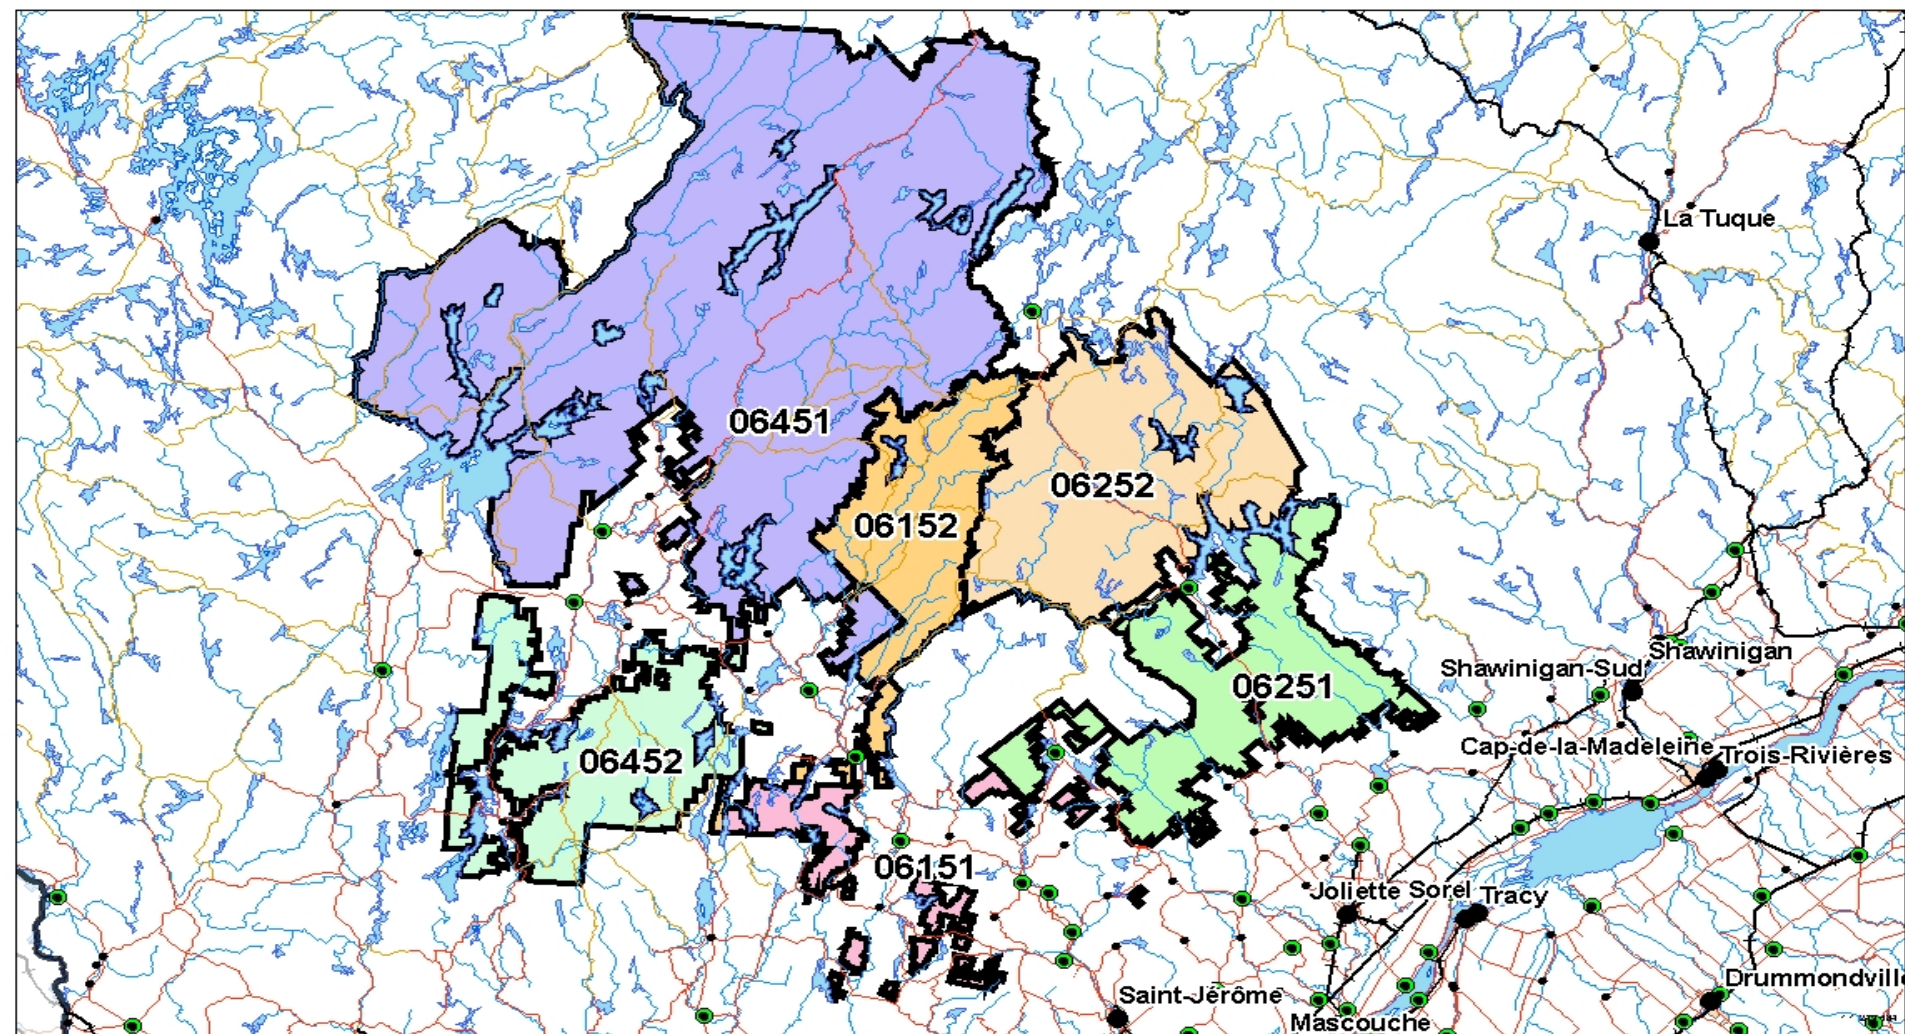 La Tuque
06451
06252
06152
Shawinigan
Shawinigan-Sud
06251
Cap-de-la-Madeleine
Trois-Rivières
06452
06151
Joliette
Sorel
Tracy
Drummondville
Saint-Jérôme
Mascouche